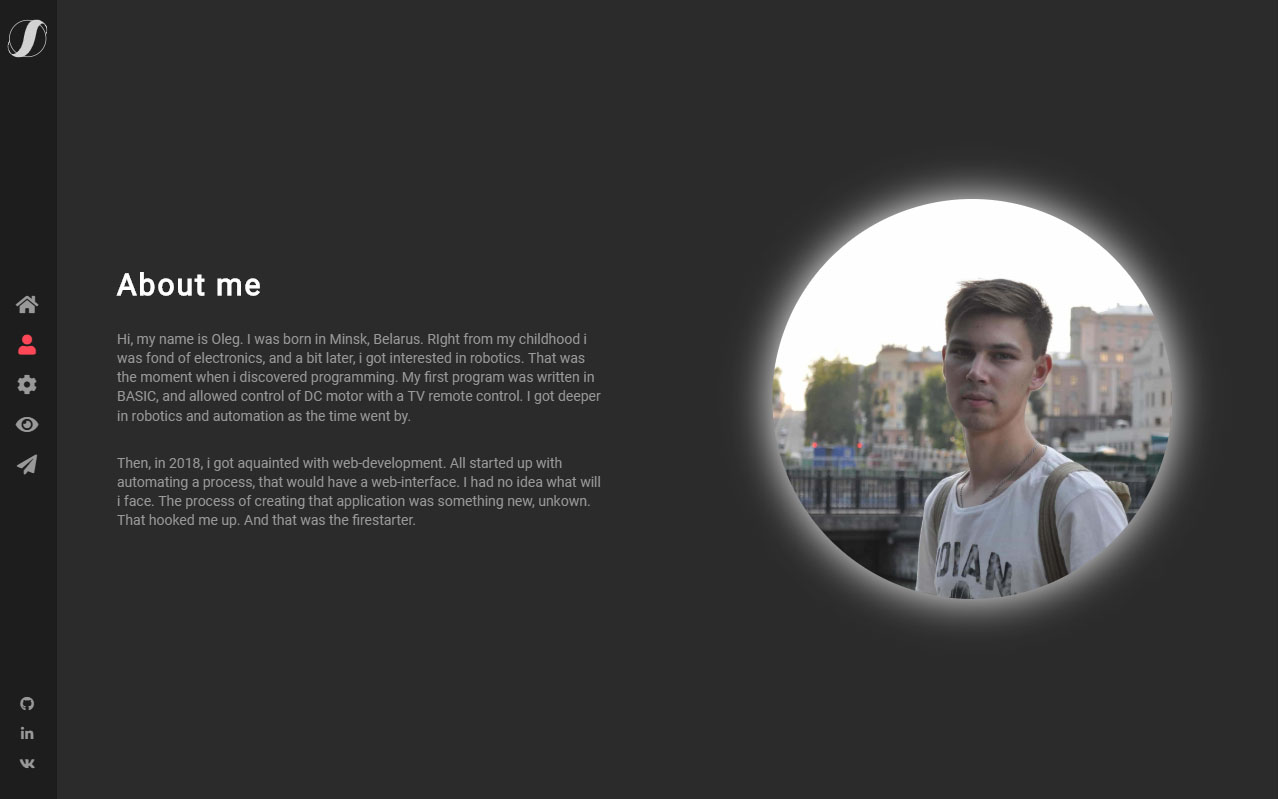 About me
Hi, my name is Oleg. I was born in Minsk, Belarus. RIght from my childhood i
was fond of electronics, and a bit later, i got interested in robotics. That was
the moment when i discovered programming. My first program was written in
BASIC, and allowed control of DC motor with a TV remote control. I got deeper
in robotics and automation as the time went by.
Then, in 2018, i got aquainted with web-development. All started up with
automating a process, that would have a web-interface. I had no idea what will
i face. The process of creating that application was something new, unkown.
That hooked me up. And that was the firestarter.
in